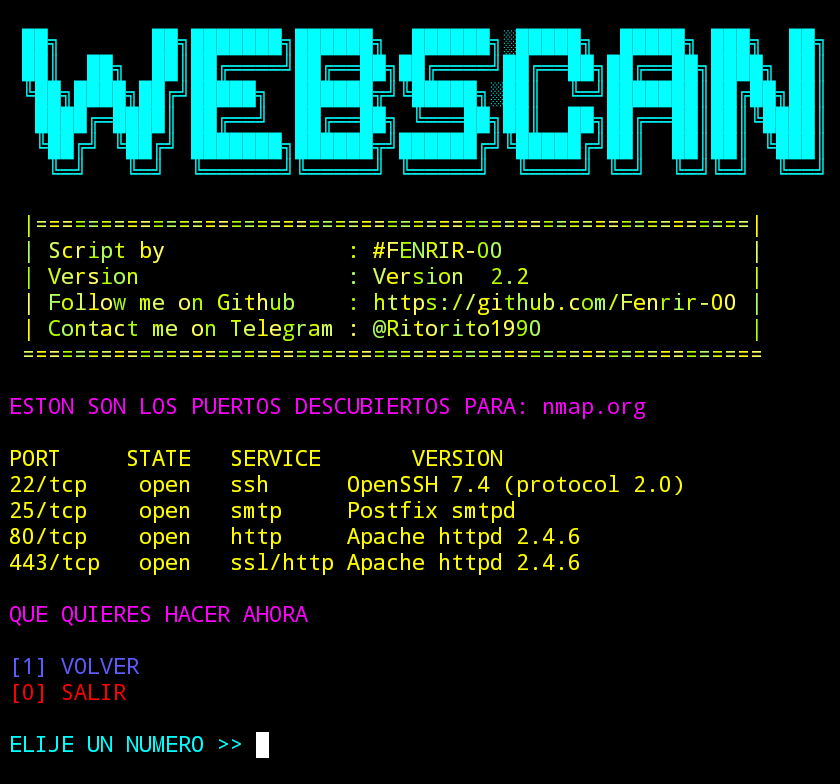 WEBSCAN
|=======================================================|
| Script by              : #FENRIR-OO                   |
| Version                : Version  2.2                 |
| Follow me on Github    : https://github.com/Fenrir-OO |
| Contact me on Telegram : @Ritorito1990                |
=========================================================
ESTON SON LOS PUERTOS DESCUBIERTOS PARA: nmap.org
PORT     STATE   SERVICE       VERSION
22/tcp    open   ssh      OpenSSH 7.4 (protocol 2.0)
25/tcp    open   smtp     Postfix smtpd
80/tcp    open   http     Apache httpd 2.4.6
443/tcp   open   ssl/http Apache httpd 2.4.6
QUE QUIERES HACER AHORA
[1] VOLVER
[0] SALIR
ELIJE UN NUMERO >>